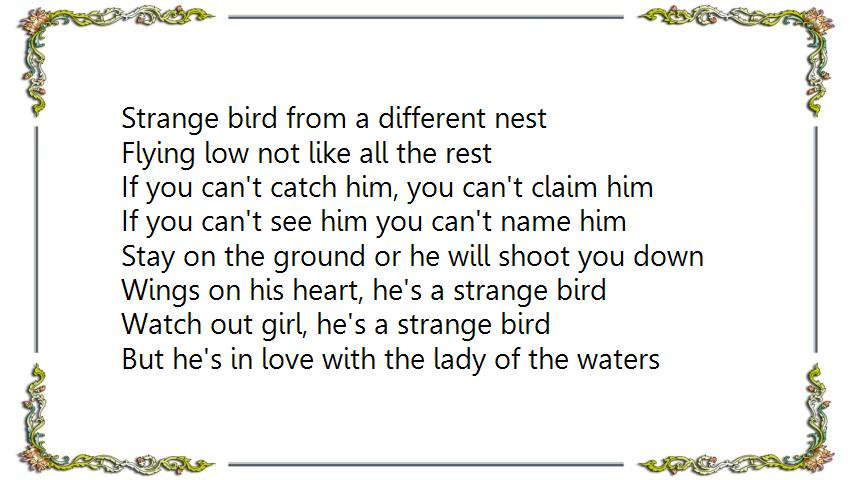 Strange bird from a different nest
Flying low not like all the rest
If you can't catch him, you can't claim him
If you can't see him you can't name him
Stay on the ground or he will shoot you down
Wings on his heart, he's a strange bird
Watch out girl, he's a strange bird
But he's in love with the lady of the waters